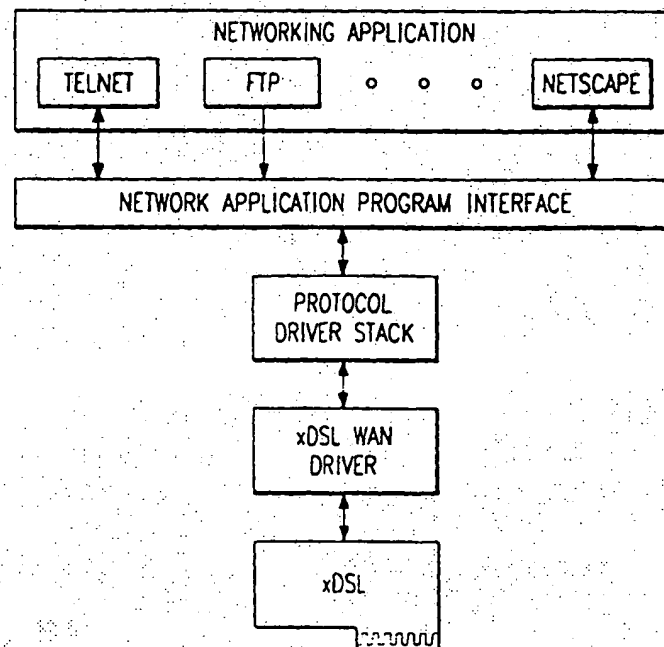 NETWORKING APPLICATION
TELNET
FTP
NETSCAPE
NETWORK APPLICATION PROGRAM INTERFACE
PROTOCOL
DRIVER STACK
xDSL WAN
DRIVER
xDSL